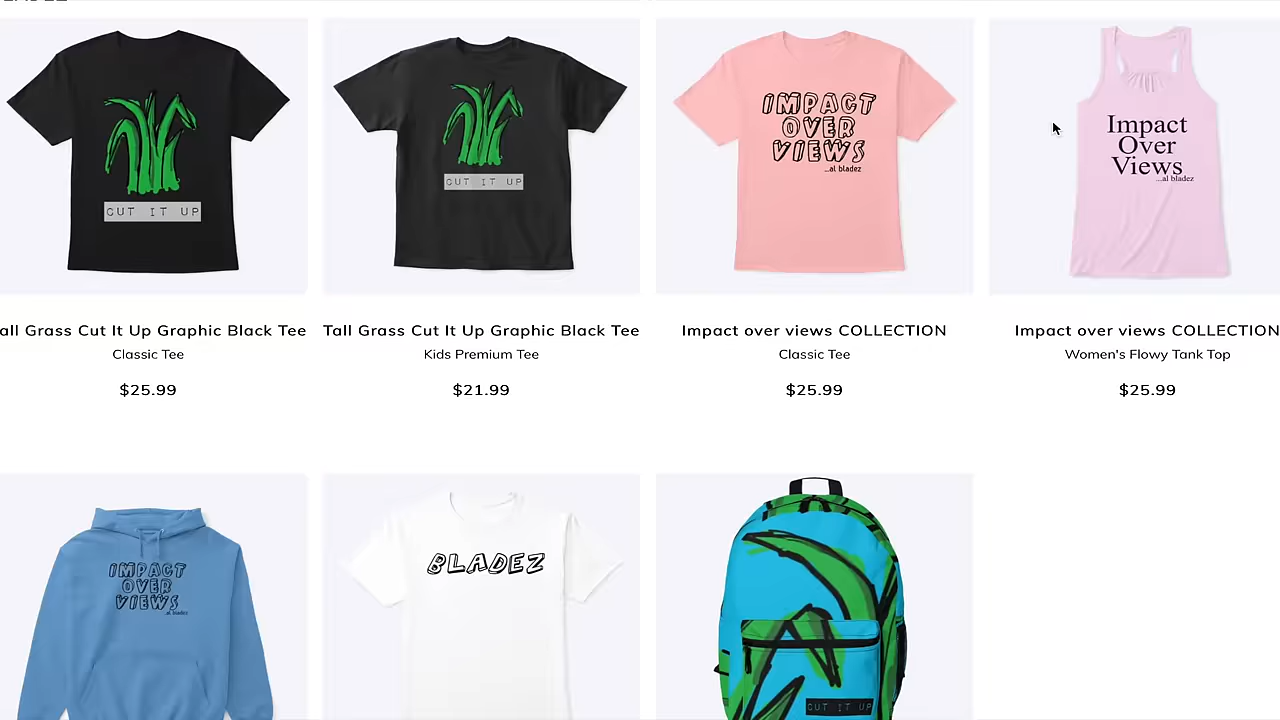 CUT IT UP
CUT IT UP
IMPACT
OVER
VIEWS
...al bladez
Impact
Over
Views
...al bladez
all Grass Cut It Up Graphic Black Tee
Classic Tee
$25.99
Tall Grass Cut It Up Graphic Black Tee
Kids Premium Tee
$21.99
Impact over views COLLECTION
Classic Tee
$25.99
Impact over views COLLECTION
Women's Flowy Tank Top
$25.99
IMPACT
OVER
VIEWS
...al bladez
BLADEZ
CUT IT UP